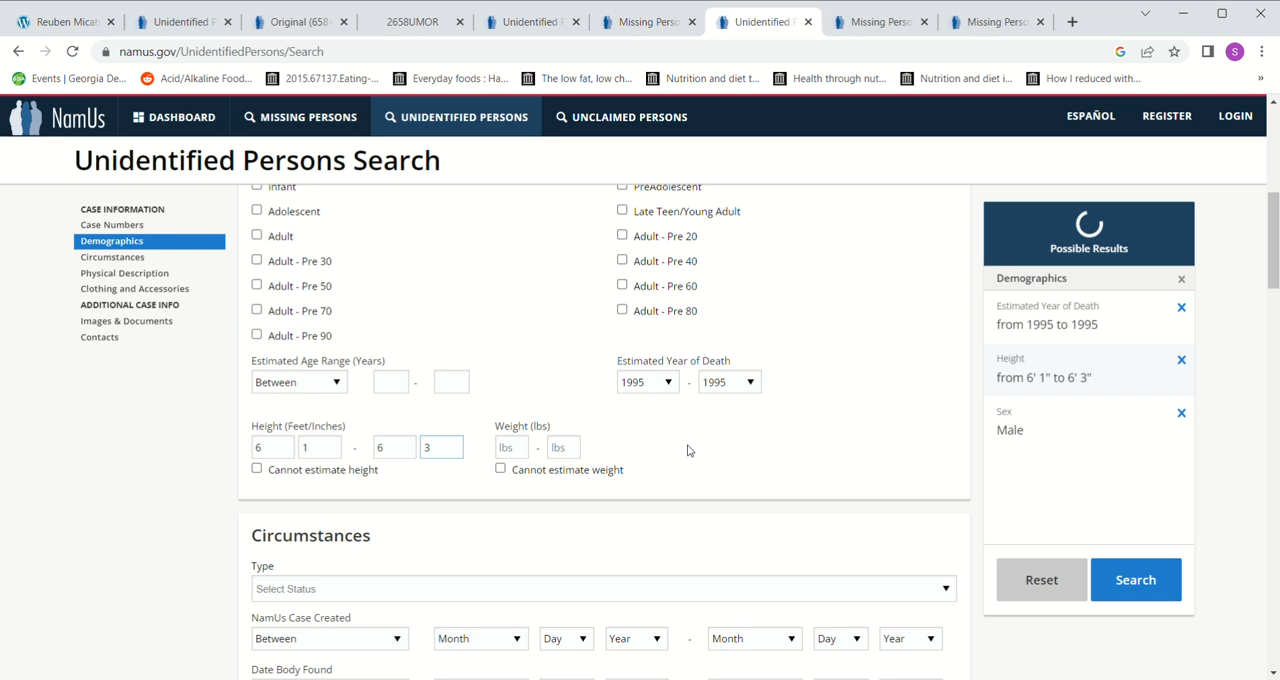 Reuben Micah
Unidentified P
Original (658
2658UMOR
Unidentified P
Missing Perso
Unidentified P
Missing Perso
Missing Perso
namus.gov/UnidentifiedPersons/Search
S
Events | Georgia De...
Acid/Alkaline Food...
2015.67137.Eating-...
Everyday foods : Ha...
The low fat, low ch...
Nutrition and diet t...
Health through nut...
Nutrition and diet i...
How I reduced with...
»
NamUs
DASHBOARD
MISSING PERSONS
UNIDENTIFIED PERSONS
UNCLAIMED PERSONS
ESPAÑOL
REGISTER
LOGIN
Unidentified Persons Search
CASE INFORMATION
Case Numbers
Demographics
Circumstances
Physical Description
Clothing and Accessories
ADDITIONAL CASE INFO
Images & Documents
Contacts
Infant
PreAdolescent
Adolescent
Late Teen/Young Adult
Adult
Adult - Pre 20
Adult - Pre 30
Adult - Pre 40
Adult - Pre 50
Adult - Pre 60
Adult - Pre 70
Adult - Pre 80
Adult - Pre 90
Estimated Age Range (Years)
Between
-
Estimated Year of Death
1995 - 1995
Height (Feet/Inches)
6 1 - 6 3
Cannot estimate height
Weight (lbs)
lbs - lbs
Cannot estimate weight
Circumstances
Type
Select Status
NamUs Case Created
Between Month Day Year - Month Day Year
Date Body Found
Possible Results
Demographics
Estimated Year of Death
from 1995 to 1995
Height
from 6' 1" to 6' 3"
Sex
Male
Reset
Search